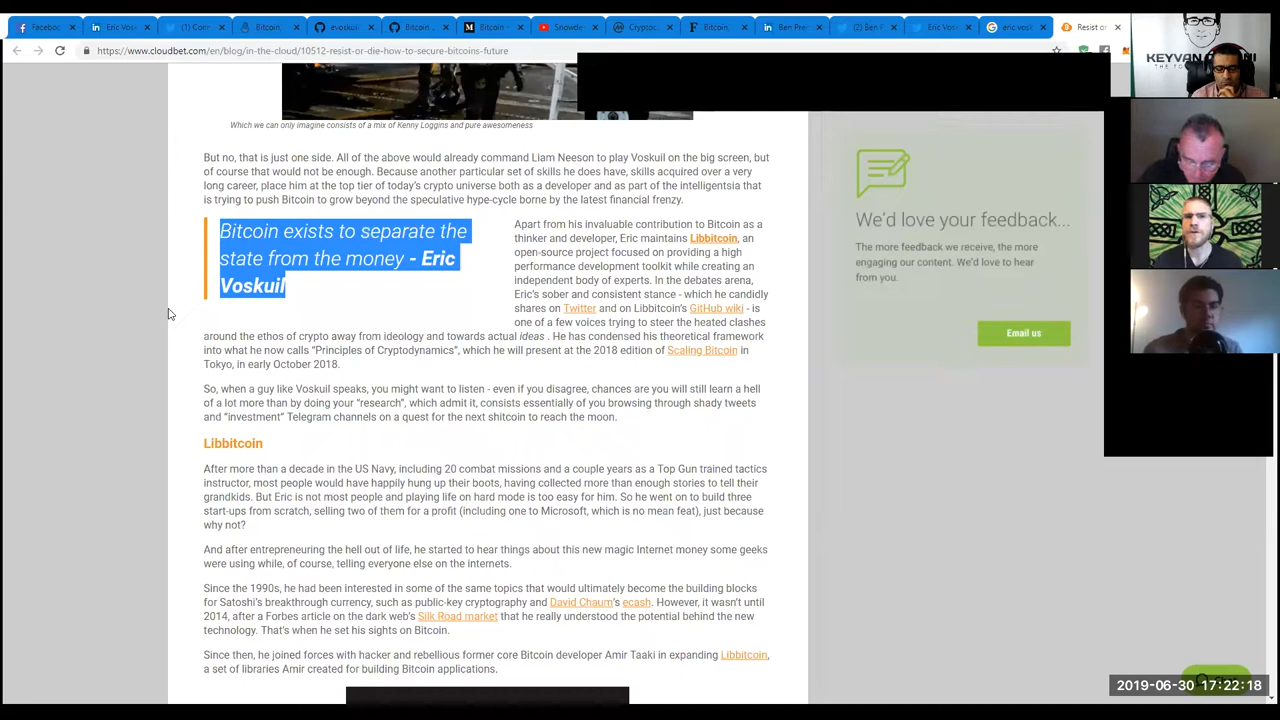 Faceboo
Eric Vos
(1) Com
Bitcoin,
evoskuil
Bitcoin
Bitcoin
Snowde
Cryptoc
Bitcoin,
Ben Pre
(2) Ben P
Eric Vos
eric vosk
Resist or
https://www.cloudbet.com/en/blog/in-the-cloud/10512-resist-or-die-how-to-secure-bitcoins-future
Which we can only imagine consists of a mix of Kenny Loggins and pure awesomeness
But no, that is just one side. All of the above would already command Liam Neeson to play Voskuil on the big screen, but
of course that would not be enough. Because another particular set of skills he does have, skills acquired over a very
long career, place him at the top tier of today's crypto universe both as a developer and as part of the intelligentsia that
is trying to push Bitcoin to grow beyond the speculative hype-cycle borne by the latest financial frenzy.
Bitcoin exists to separate the
state from the money - Eric
Voskuil
Apart from his invaluable contribution to Bitcoin as a
thinker and developer, Eric maintains Libbitcoin, an
open-source project focused on providing a high
performance development toolkit while creating an
independent body of experts. In the debates arena,
Eric's sober and consistent stance - which he candidly
shares on Twitter and on Libbitcoin's GitHub wiki - is
one of a few voices trying to steer the heated clashes
around the ethos of crypto away from ideology and towards actual ideas . He has condensed his theoretical framework
into what he now calls “Principles of Cryptodynamics”, which he will present at the 2018 edition of Scaling Bitcoin in
Tokyo, in early October 2018.
So, when a guy like Voskuil speaks, you might want to listen - even if you disagree, chances are you will still learn a hell
of a lot more than by doing your “research”, which admit it, consists essentially of you browsing through shady tweets
and “investment” Telegram channels on a quest for the next shitcoin to reach the moon.
Libbitcoin
After more than a decade in the US Navy, including 20 combat missions and a couple years as a Top Gun trained tactics
instructor, most people would have happily hung up their boots, having collected more than enough stories to tell their
grandkids. But Eric is not most people and playing life on hard mode is too easy for him. So he went on to build three
start-ups from scratch, selling two of them for a profit (including one to Microsoft, which is no mean feat), just because
why not?
And after entrepreneuring the hell out of life, he started to hear things about this new magic Internet money some geeks
were using while, of course, telling everyone else on the internets.
Since the 1990s, he had been interested in some of the same topics that would ultimately become the building blocks
for Satoshi's breakthrough currency, such as public-key cryptography and David Chaum's ecash. However, it wasn't until
2014, after a Forbes article on the dark web's Silk Road market that he really understood the potential behind the new
technology. That's when he set his sights on Bitcoin.
Since then, he joined forces with hacker and rebellious former core Bitcoin developer Amir Taaki in expanding Libbitcoin,
a set of libraries Amir created for building Bitcoin applications.
We'd love your feedback...
The more feedback we receive, the more
engaging our content. We'd love to hear
from you.
Email us
2019-06-30 17:22:18